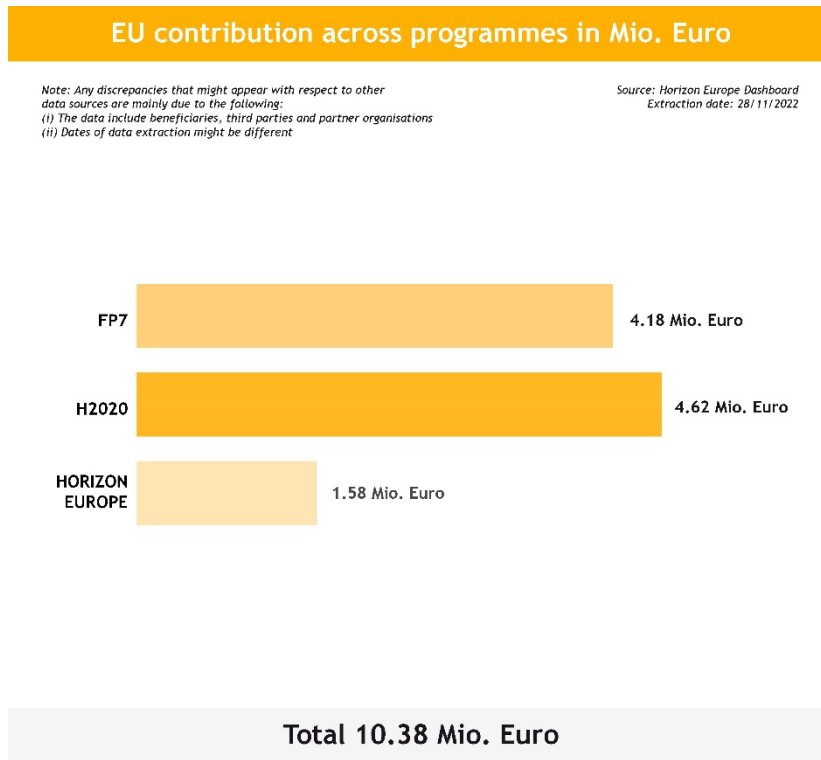 EU contribution across programmes in Mio. Euro
Note: Any discrepancies that might appear with respect to other
data sources are mainly due to the following:
(i) The data include beneficiaries, third parties and partner organisations
(ii) Dates of data extraction might be different
Source: Horizon Europe Dashboard
Extraction date: 28/11/2022
FP7
4.18 Mio. Euro
H2020
4.62 Mio. Euro
HORIZON
EUROPE
1.58 Mio. Euro
Total 10.38 Mio. Euro